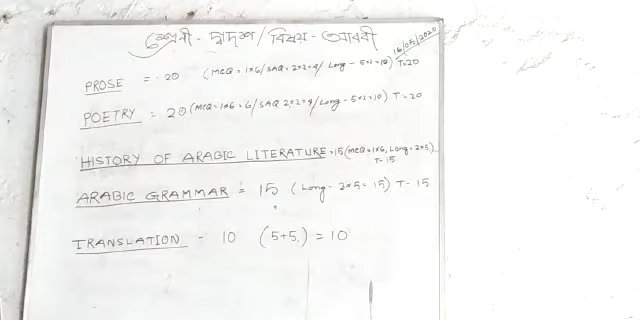 শ্রেণী - দ্বাদশ / বিষয় - আরবী
16/05/2020
PROSE = 20 (MCQ = 1×6/SAQ = 2×2=4/ Long - 5×2=10) T-20
POETRY = 20 (MCQ = 1×6=6/SAQ 2×2=4/Long - 5×2=10) T-20
HISTORY OF ARABIC LITERATURE = 15 (MCQ = 1×6, Long =
T- 15
ARABIC GRAMMAR = 15 (Long - 3×5= 15) T- 15
TRANSLATION - 10 (5+5) = 10